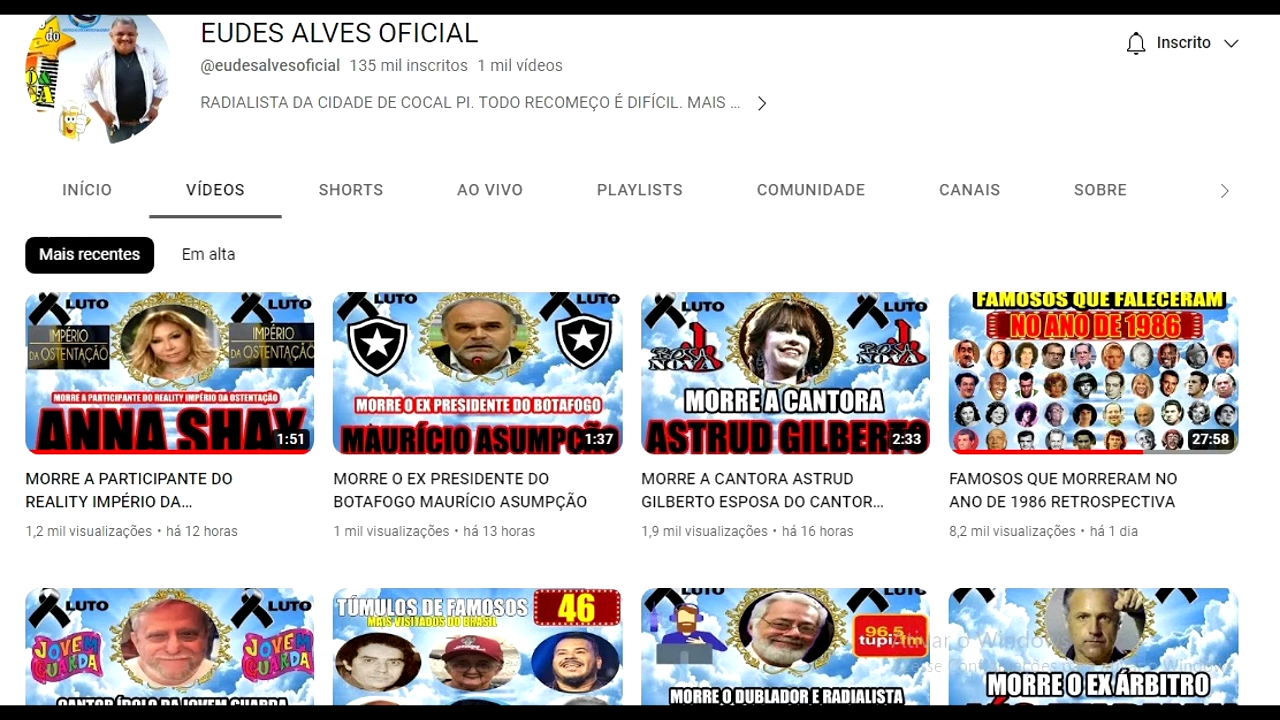 EUDES ALVES OFICIAL
@eudesalvesoficial 135 mil inscritos 1 mil vídeos
RADIALISTA DA CIDADE DE COCAL PI. TODO RECOMEÇO É DIFÍCIL. MAIS ...
Inscrito
INÍCIO VÍDEOS SHORTS AO VIVO PLAYLISTS COMUNIDADE CANAIS SOBRE
Mais recentes Em alta
LUTO LUTO
IMPÉRIO DA OSTENTAÇÃO IMPÉRIO DA OSTENTAÇÃO
MORRE A PARTICIPANTE DO REALITY IMPÉRIO DA OSTENTAÇÃO
ANNA SHAY
1:51
LUTO LUTO
MORRE O EX PRESIDENTE DO BOTAFOGO
MAURÍCIO ASUMPÇÃO
1:37
LUTO LUTO
BOSSA NOVA BOSSA NOVA
MORRE A CANTORA
ASTRUD GILBERTO
2:33
FAMOSOS QUE FALECERAM
NO ANO DE 1986
27:58
MORRE A PARTICIPANTE DO
REALITY IMPÉRIO DA...
1,2 mil visualizações • há 12 horas
MORRE O EX PRESIDENTE DO
BOTAFOGO MAURÍCIO ASUMPÇÃO
1 mil visualizações • há 13 horas
MORRE A CANTORA ASTRUD
GILBERTO ESPOSA DO CANTOR...
1,9 mil visualizações • há 16 horas
FAMOSOS QUE MORRERAM NO
ANO DE 1986 RETROSPECTIVA
8,2 mil visualizações • há 1 dia
LUTO LUTO
JOVEM GUARDA JOVEM GUARDA
CANTOR ÍDOLO DA JOVEM GUARDA
TÚMULOS DE FAMOSOS 46
MAIS VISITADOS DO BRASIL
LUTO
96.5
tupi.fm
MORRE O DUBLADOR E RADIALISTA
MORRE O EX ÁRBITRO
Ativar o Windows